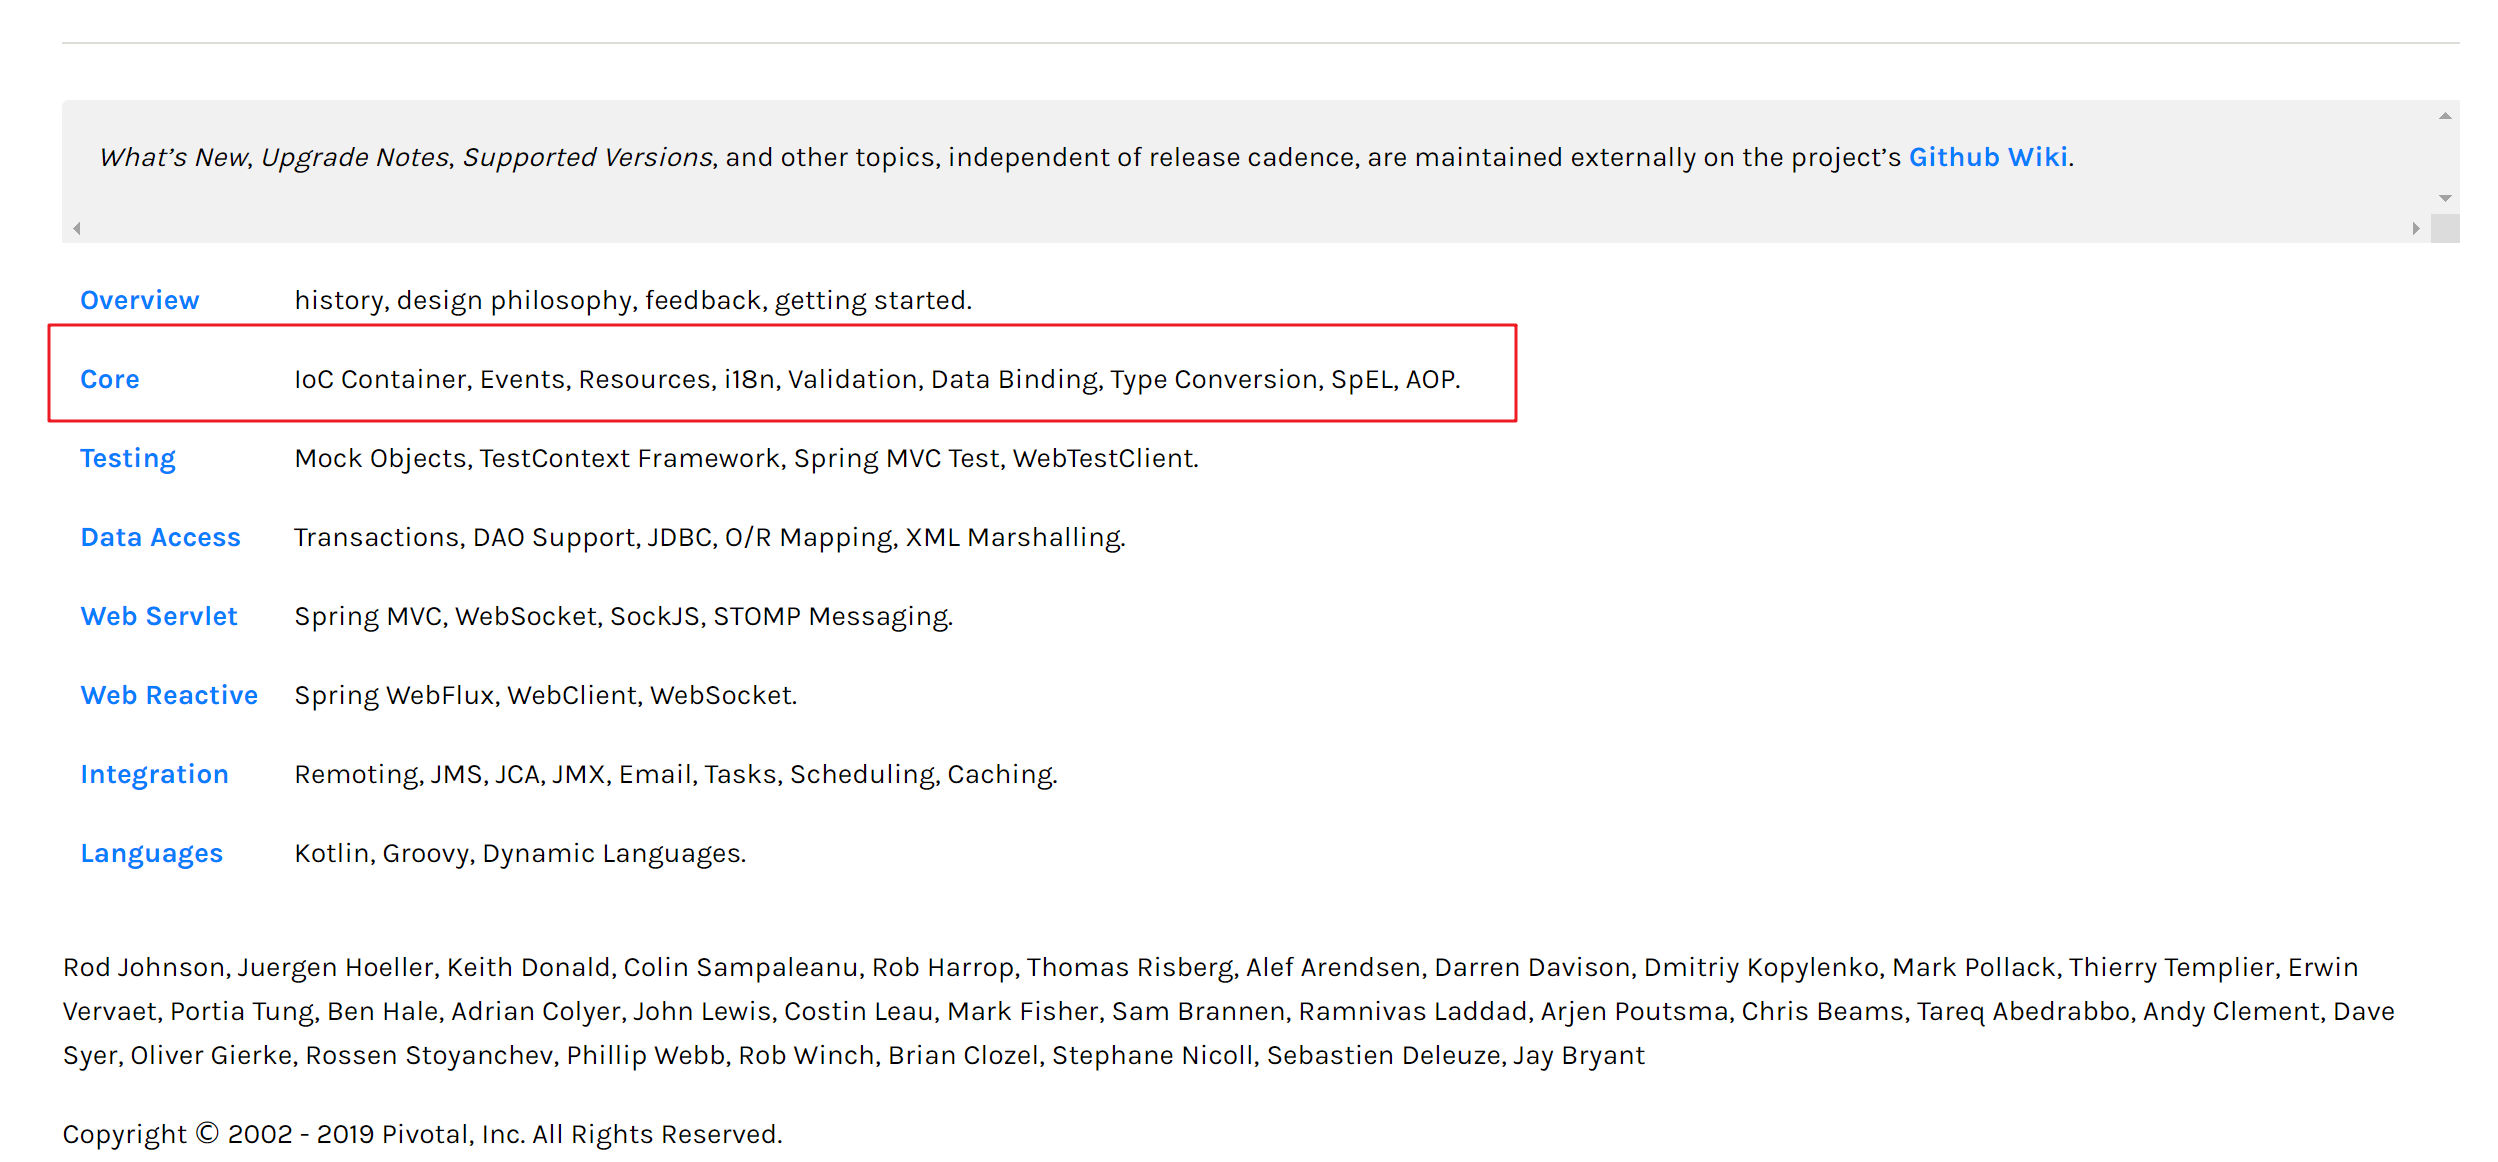 What’s New, Upgrade Notes, Supported Versions, and other topics, independent of release cadence, are maintained externally on the project’s Github Wiki.
Overview history, design philosophy, feedback, getting started.
Core IoC Container, Events, Resources, i18n, Validation, Data Binding, Type Conversion, SpEL, AOP.
Testing Mock Objects, TestContext Framework, Spring MVC Test, WebTestClient.
Data Access Transactions, DAO Support, JDBC, O/R Mapping, XML Marshalling.
Web Servlet Spring MVC, WebSocket, SockJS, STOMP Messaging.
Web Reactive Spring WebFlux, WebClient, WebSocket.
Integration Remoting, JMS, JCA, JMX, Email, Tasks, Scheduling, Caching.
Languages Kotlin, Groovy, Dynamic Languages.
Rod Johnson, Juergen Hoeller, Keith Donald, Colin Sampaleanu, Rob Harrop, Thomas Risberg, Alef Arendsen, Darren Davison, Dmitriy Kopylenko, Mark Pollack, Thierry Templier, Erwin
Vervaet, Portia Tung, Ben Hale, Adrian Colyer, John Lewis, Costin Leau, Mark Fisher, Sam Brannen, Ramnivas Laddad, Arjen Poutsma, Chris Beams, Tareq Abedrabbo, Andy Clement, Dave
Syer, Oliver Gierke, Rossen Stoyanchev, Phillip Webb, Rob Winch, Brian Clozel, Stephane Nicoll, Sebastien Deleuze, Jay Bryant
Copyright © 2002 - 2019 Pivotal, Inc. All Rights Reserved.